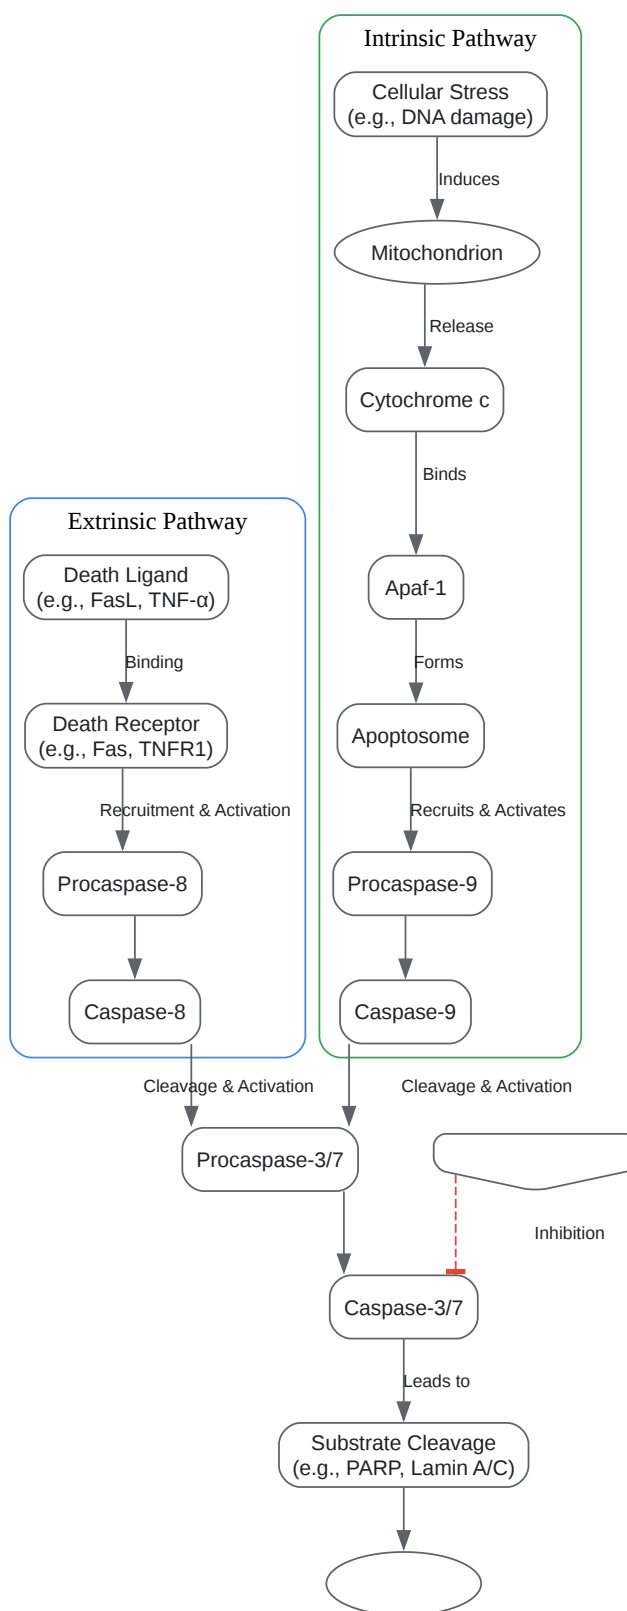 Intrinsic Pathway
Cellular Stress
(e.g., DNA damage)
Induces
Mitochondrion
Release
Cytochrome c
Binds
Apaf-1
Forms
Apoptosome
Recruits & Activates
Procaspase-9
Caspase-9
Extrinsic Pathway
Death Ligand
(e.g., FasL, TNF-α)
Binding
Death Receptor
(e.g., Fas, TNFR1)
Recruitment & Activation
Procaspase-8
Caspase-8
Cleavage & Activation
Cleavage & Activation
Procaspase-3/7
Inhibition
Caspase-3/7
Leads to
Substrate Cleavage
(e.g., PARP, Lamin A/C)